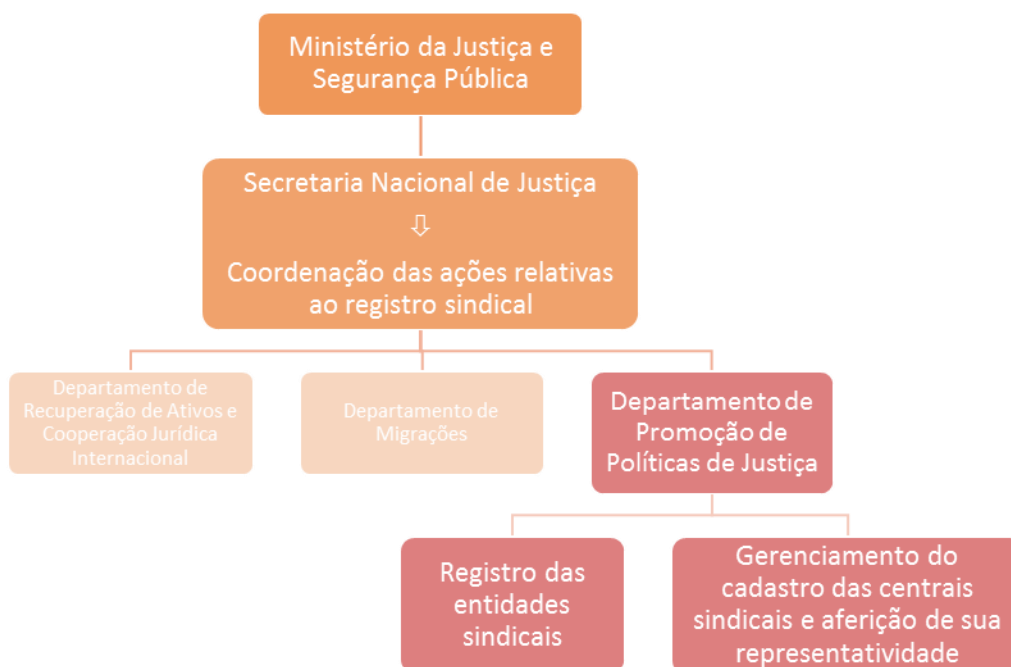 Ministério da Justiça e
Segurança Pública
Secretaria Nacional de Justiça
⇩
Coordenação das ações relativas
ao registro sindical
Departamento de
Recuperação de Ativos e
Cooperação Jurídica
Internacional
Departamento de
Migrações
Departamento de
Promoção de
Políticas de Justiça
Registro das
entidades
sindicais
Gerenciamento do
cadastro das centrais
sindicais e aferição de sua
representatividade